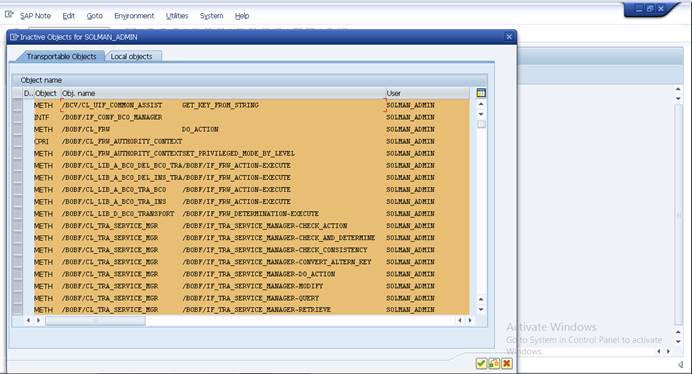 SAP Note Edit Goto Environment Utilities System Help
Inactive Objects for SOLMAN_ADMIN
Transportable Objects Local objects
Object name
D.. Object Obj. name User
METH /BCV/CL_UIF_COMMON_ASSIST GET_KEY_FROM_STRING SOLMAN_ADMIN
INTF /BOBF/IF_CONF_BCO_MANAGER SOLMAN_ADMIN
METH /BOBF/CL_FRW DO_ACTION SOLMAN_ADMIN
CPRI /BOBF/CL_FRW_AUTHORITY_CONTEXT SOLMAN_ADMIN
METH /BOBF/CL_FRW_AUTHORITY_CONTEXTSET_PRIVILEGED_MODE_BY_LEVEL SOLMAN_ADMIN
METH /BOBF/CL_LIB_A_BCO_DEL_BCO_TRA/BOBF/IF_FRW_ACTION~EXECUTE SOLMAN_ADMIN
METH /BOBF/CL_LIB_A_BCO_DEL_INS_TRA/BOBF/IF_FRW_ACTION~EXECUTE SOLMAN_ADMIN
METH /BOBF/CL_LIB_A_BCO_TRA_BCO /BOBF/IF_FRW_ACTION~EXECUTE SOLMAN_ADMIN
METH /BOBF/CL_LIB_A_BCO_TRA_INS /BOBF/IF_FRW_ACTION~EXECUTE SOLMAN_ADMIN
METH /BOBF/CL_LIB_D_BCO_TRANSPORT /BOBF/IF_FRW_DETERMINATION~EXECUTE SOLMAN_ADMIN
METH /BOBF/CL_TRA_SERVICE_MGR /BOBF/IF_TRA_SERVICE_MANAGER~CHECK_ACTION SOLMAN_ADMIN
METH /BOBF/CL_TRA_SERVICE_MGR /BOBF/IF_TRA_SERVICE_MANAGER~CHECK_AND_DETERMINE SOLMAN_ADMIN
METH /BOBF/CL_TRA_SERVICE_MGR /BOBF/IF_TRA_SERVICE_MANAGER~CHECK_CONSISTENCY SOLMAN_ADMIN
METH /BOBF/CL_TRA_SERVICE_MGR /BOBF/IF_TRA_SERVICE_MANAGER~CONVERT_ALTERN_KEY SOLMAN_ADMIN
METH /BOBF/CL_TRA_SERVICE_MGR /BOBF/IF_TRA_SERVICE_MANAGER~DO_ACTION SOLMAN_ADMIN
METH /BOBF/CL_TRA_SERVICE_MGR /BOBF/IF_TRA_SERVICE_MANAGER~MODIFY SOLMAN_ADMIN
METH /BOBF/CL_TRA_SERVICE_MGR /BOBF/IF_TRA_SERVICE_MANAGER~QUERY SOLMAN_ADMIN
METH /BOBF/CL_TRA_SERVICE_MGR /BOBF/IF_TRA_SERVICE_MANAGER~RETRIEVE SOLMAN_ADMIN
Activate Windows
Go to System in Control Panel to activate
Windows.